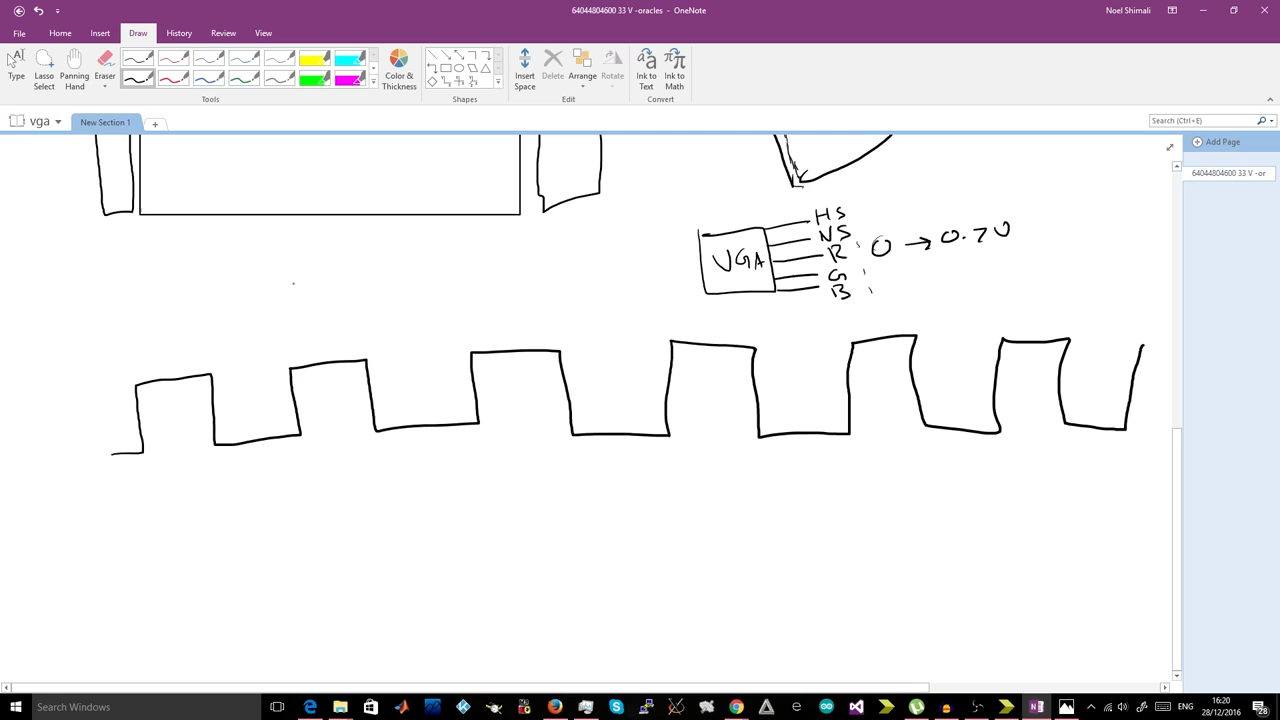 64044804600 33 V -oracles - OneNote
Noel Shimali
File Home Insert Draw History Review View
Type
Lasso Select
Panning Hand
Eraser
Color & Thickness
Insert Space
Delete
Arrange
Rotate
Ink to Text
Ink to Math
Tools Shapes Edit Convert
vga New Section 1
Search (Ctrl+E)
Add Page
64044804600 33 V -or
HS
VS
R 0 → 0.7 V
VGA
G
B
Search Windows
ENG
16:20
28/12/2016